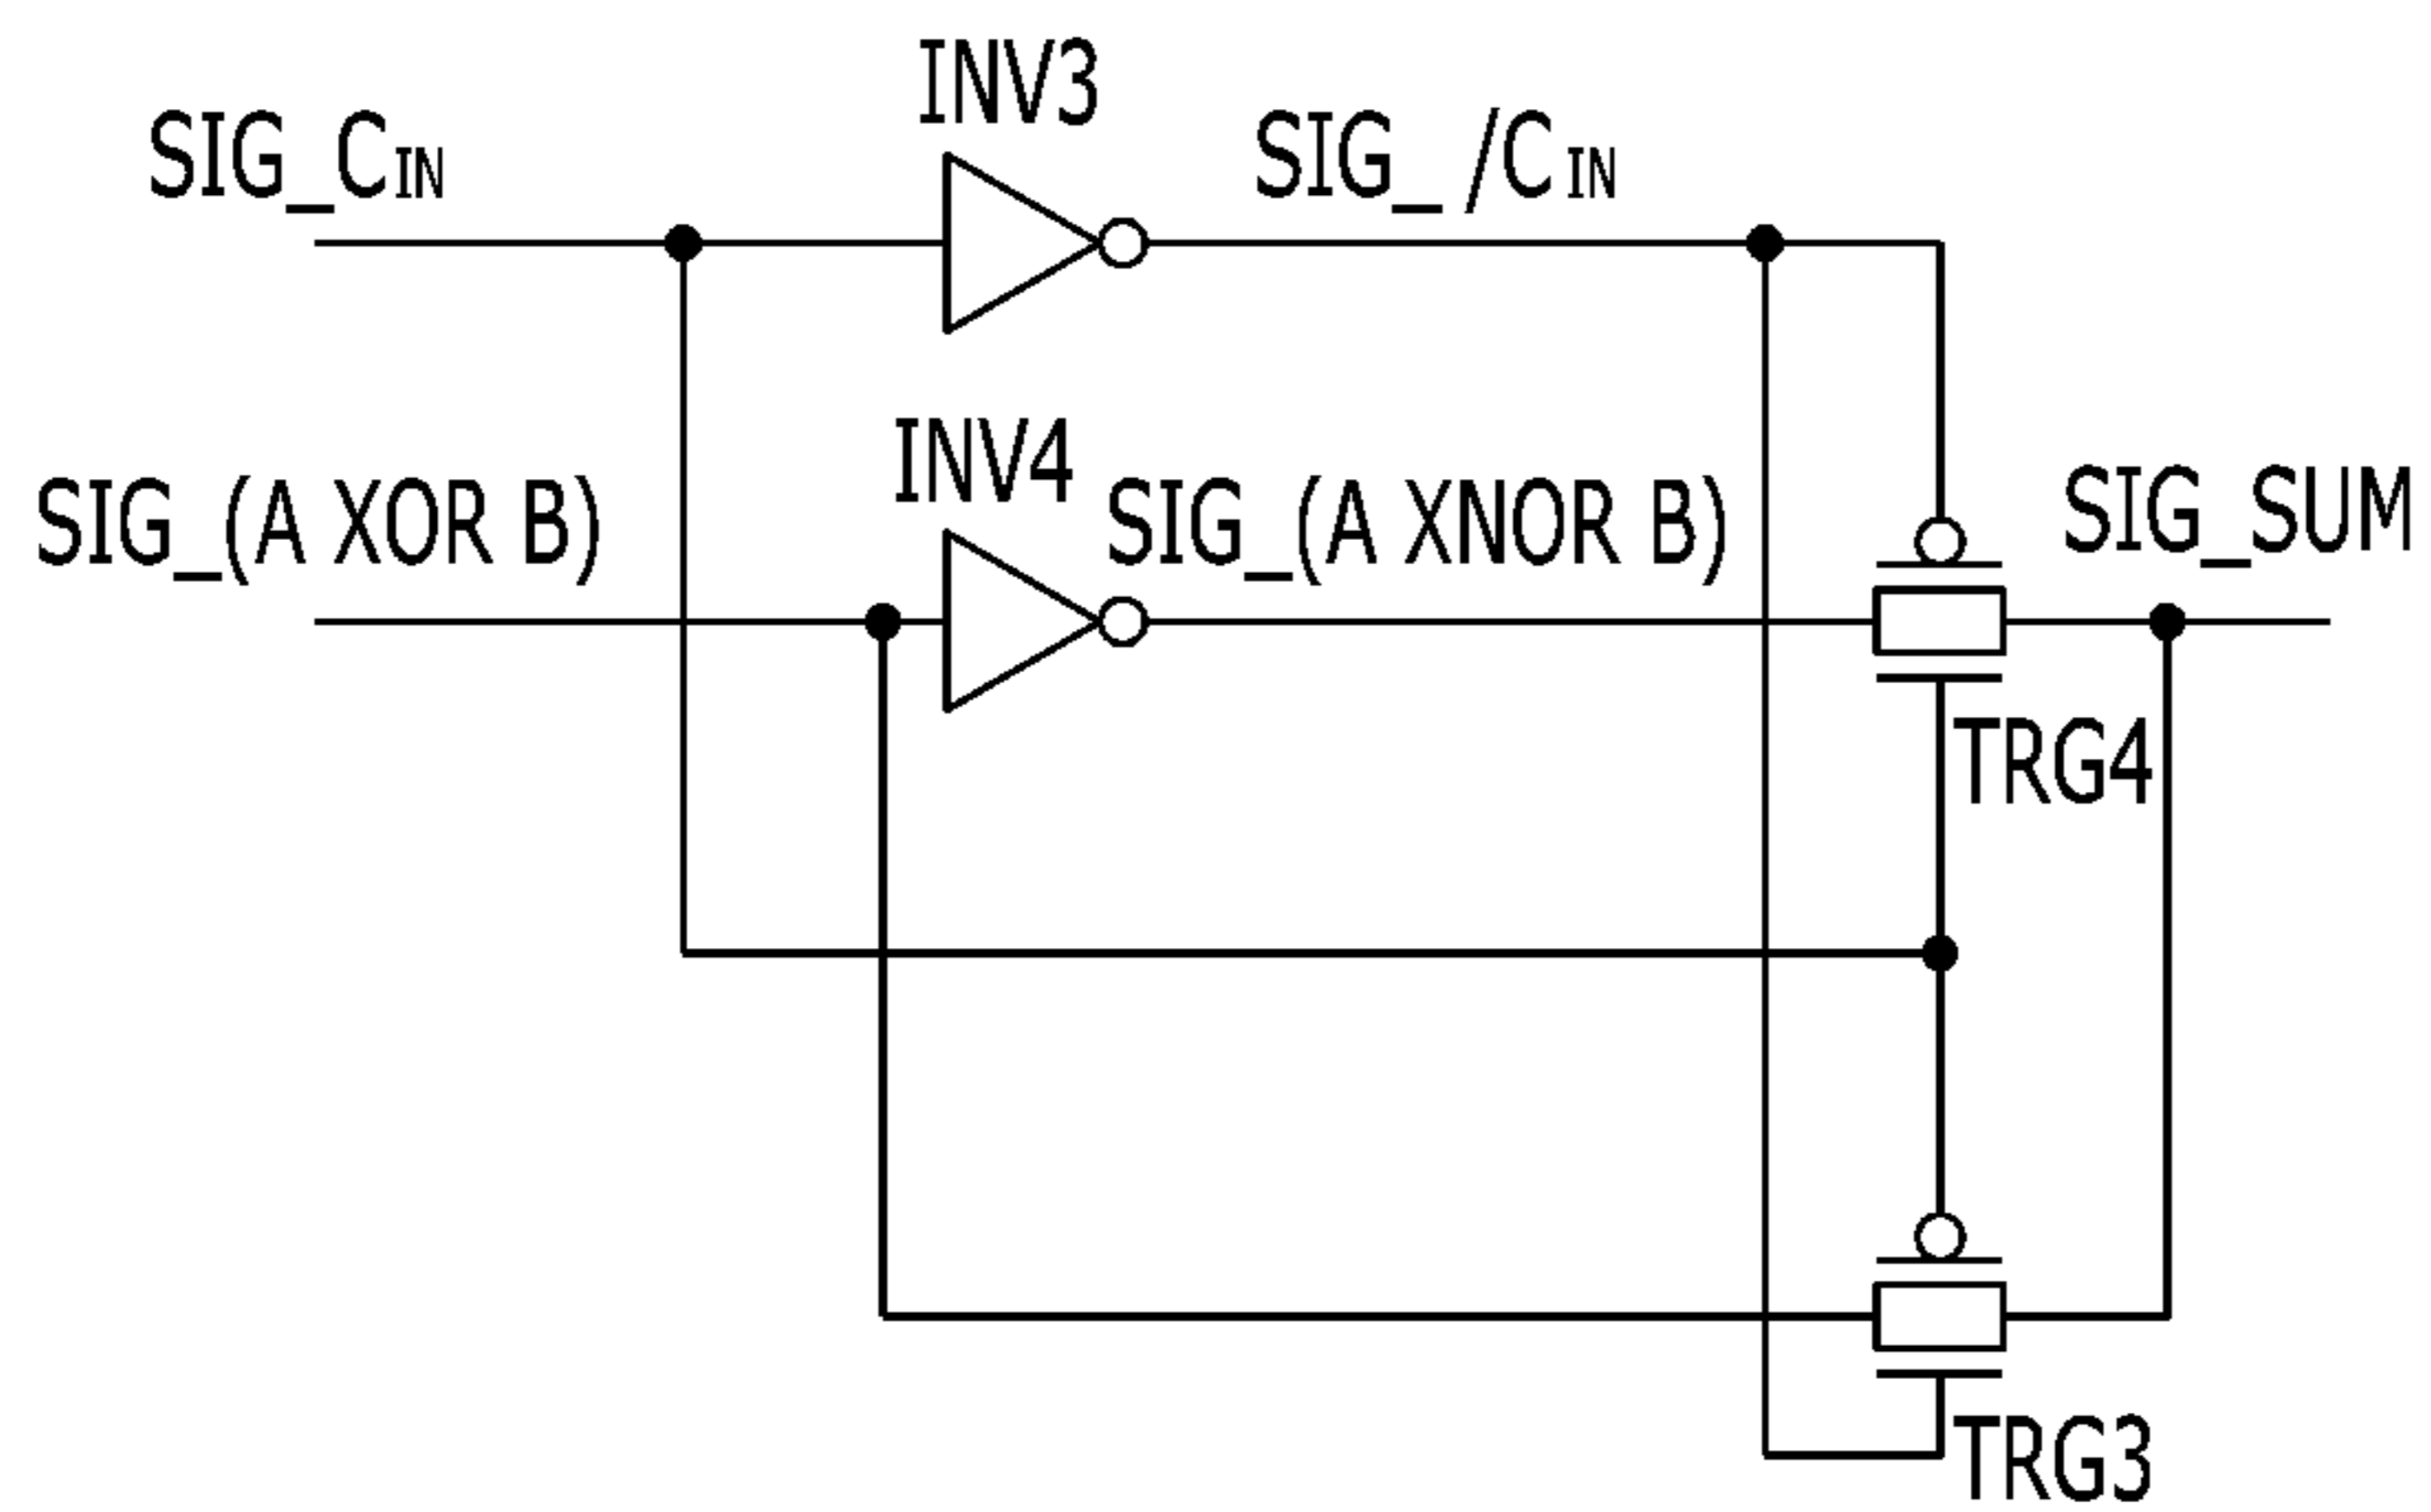 INV3
SIG_CIN
SIG_/CIN
INV4
SIG_(A XOR B)
SIG_(A XNOR B)
SIG_SUM
TRG4
TRG3